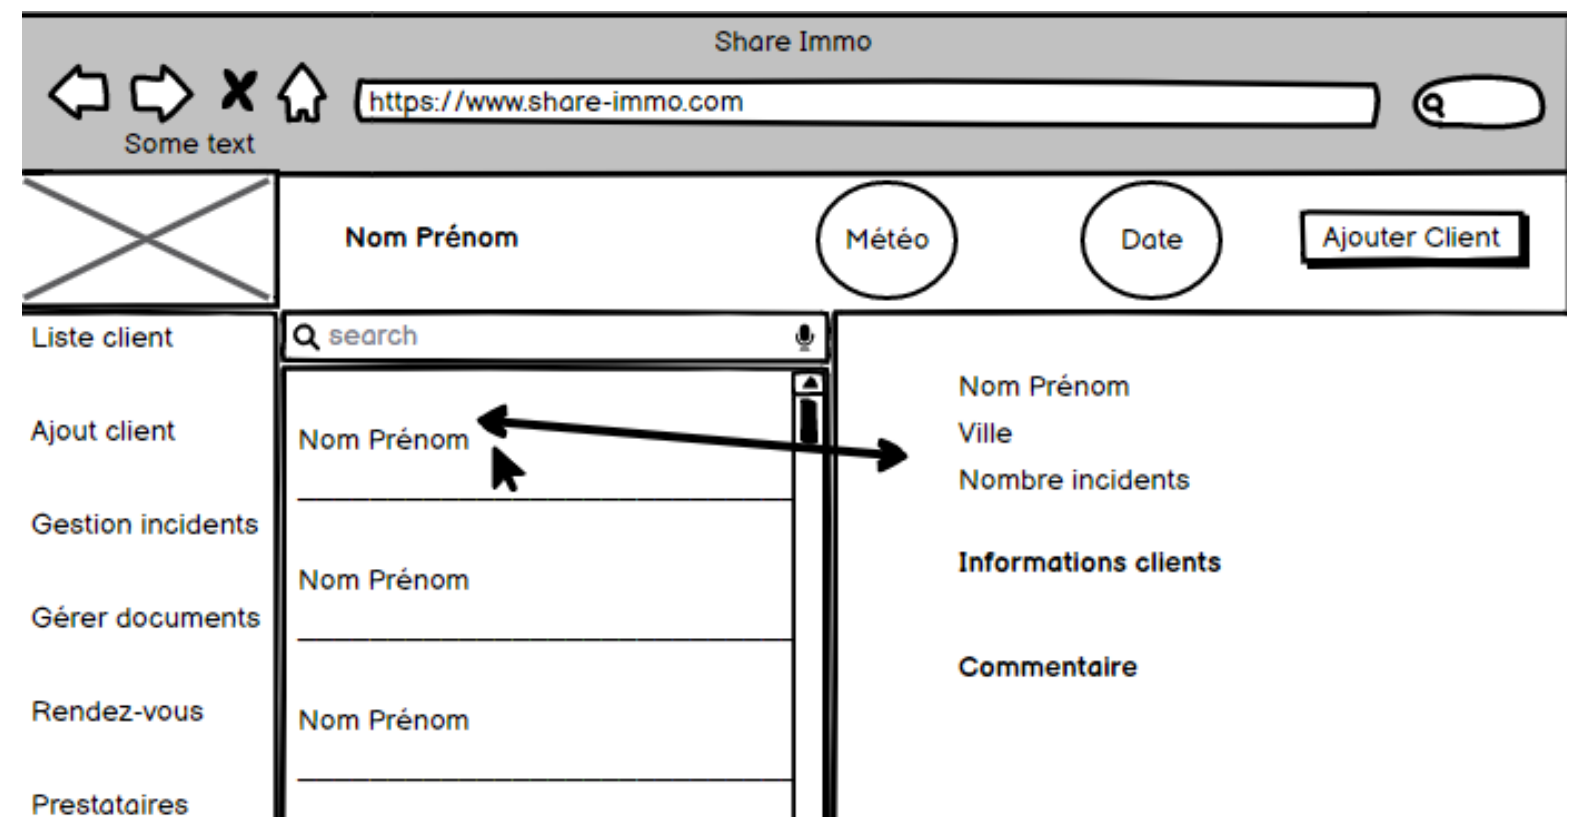 Share Immo
https://www.share-immo.com
Some text
Nom Prénom
Météo
Date
Ajouter Client
Liste client
Ajout client
Gestion incidents
Gérer documents
Rendez-vous
Prestataires
search
Nom Prénom
Nom Prénom
Nom Prénom
Nom Prénom
Ville
Nombre incidents
Informations clients
Commentaire